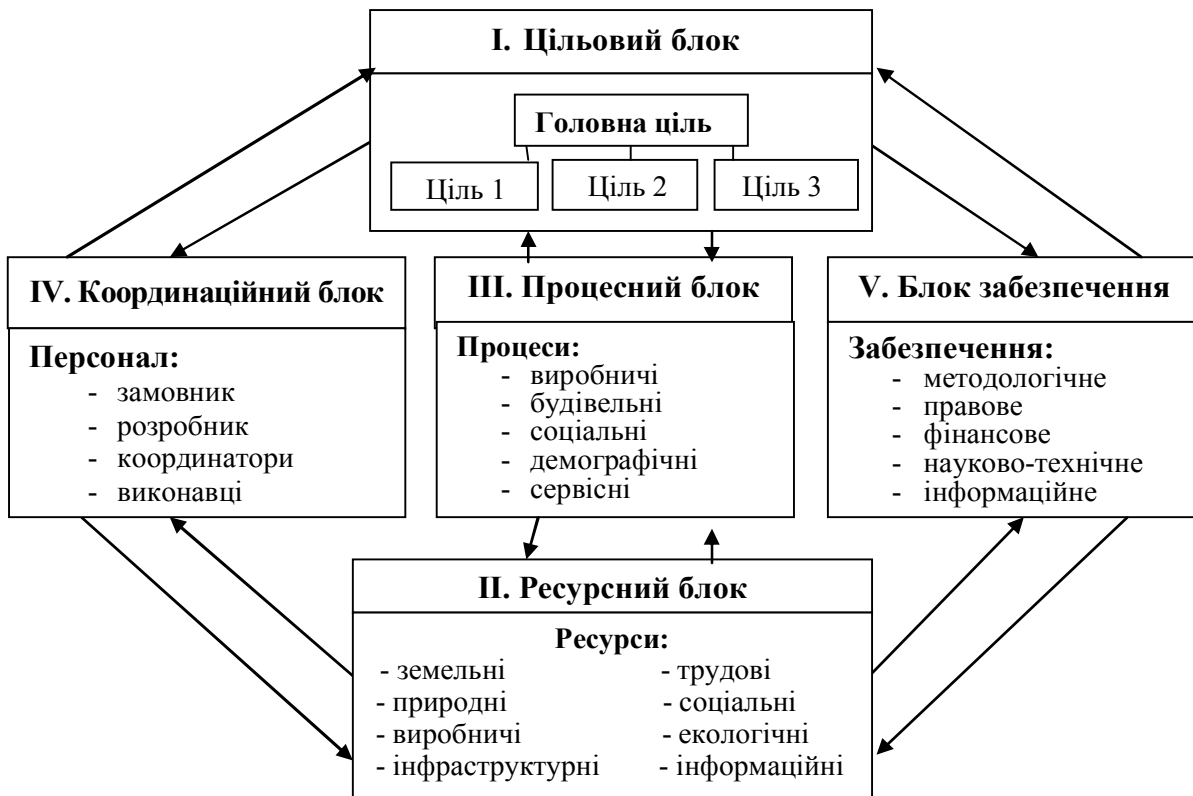 I. Цільовий блок
Головна ціль
Ціль 1
Ціль 2
Ціль 3
IV. Координаційний блок
Персонал:
- замовник
- розробник
- координатори
- виконавці
III. Процесний блок
Процеси:
- виробничі
- будівельні
- соціальні
- демографічні
- сервісні
V. Блок забезпечення
Забезпечення:
- методологічне
- правове
- фінансове
- науково-технічне
- інформаційне
II. Ресурсний блок
Ресурси:
- земельні
- природні
- виробничі
- інфраструктурні
- трудові
- соціальні
- екологічні
- інформаційні